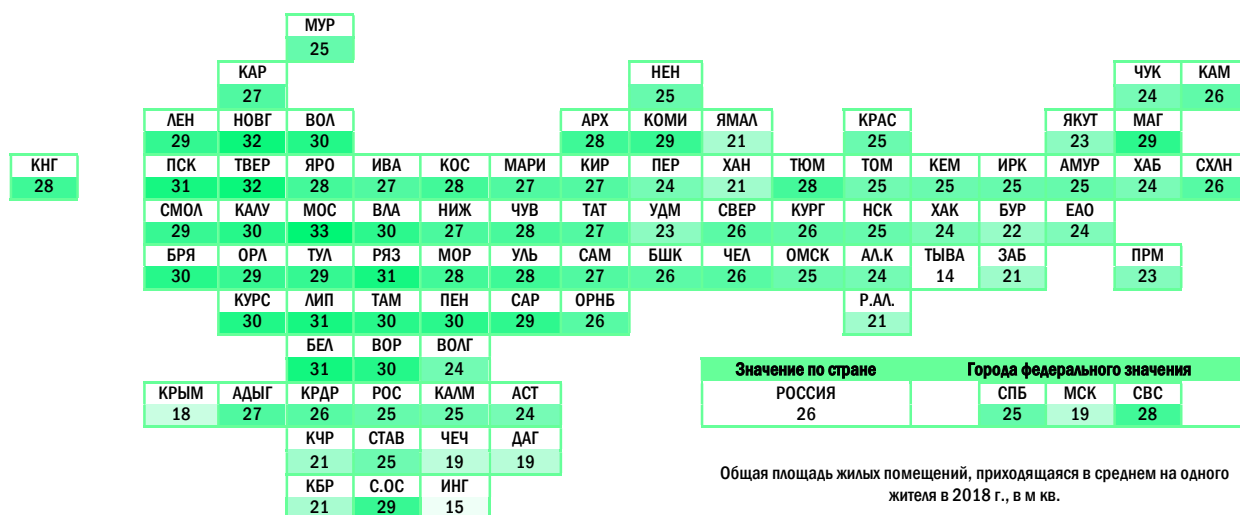 МУР
25
КАР НЕН ЧУК КАМ
27 25 24 26
ЛЕН НОВГ ВОЛ АРХ КОМИ ЯМАЛ КРАС ЯКУТ МАГ
29 32 30 28 29 21 25 23 29
КНГ ПСК ТВЕР ЯРО ИВА КОС МАРИ КИР ПЕР ХАН ТЮМ ТОМ КЕМ ИРК АМУР ХАБ СХЛН
28 31 32 28 27 28 27 27 24 21 28 25 25 25 25 24 26
СМОЛ КАЛУ МОС ВЛА НИЖ ЧУВ ТАТ УДМ СВЕР КУРГ НСК ХАК БУР ЕАО
29 30 33 30 27 28 27 23 26 26 25 24 22 24
БРЯ ОРЛ ТУЛ РЯЗ МОР УЛЬ САМ БШК ЧЕЛ ОМСК АЛ.К ТЫВА ЗАБ ПРМ
30 29 29 31 28 28 27 26 26 25 24 14 21 23
КУРС ЛИП ТАМ ПЕН САР ОРНБ Р.АЛ.
30 31 30 30 29 26 21
БЕЛ ВОР ВОЛГ
31 30 24
Значение по стране Города федерального значения
КРЫМ АДЫГ КРДР РОС КАЛМ АСТ РОССИЯ СПБ МСК СВС
18 27 26 25 25 24 26 25 19 28
КЧР СТАВ ЧЕЧ ДАГ
21 25 19 19
КБР С.ОС ИНГ
21 29 15
Общая площадь жилых помещений, приходящаяся в среднем на одного
жителя в 2018 г., в м кв.